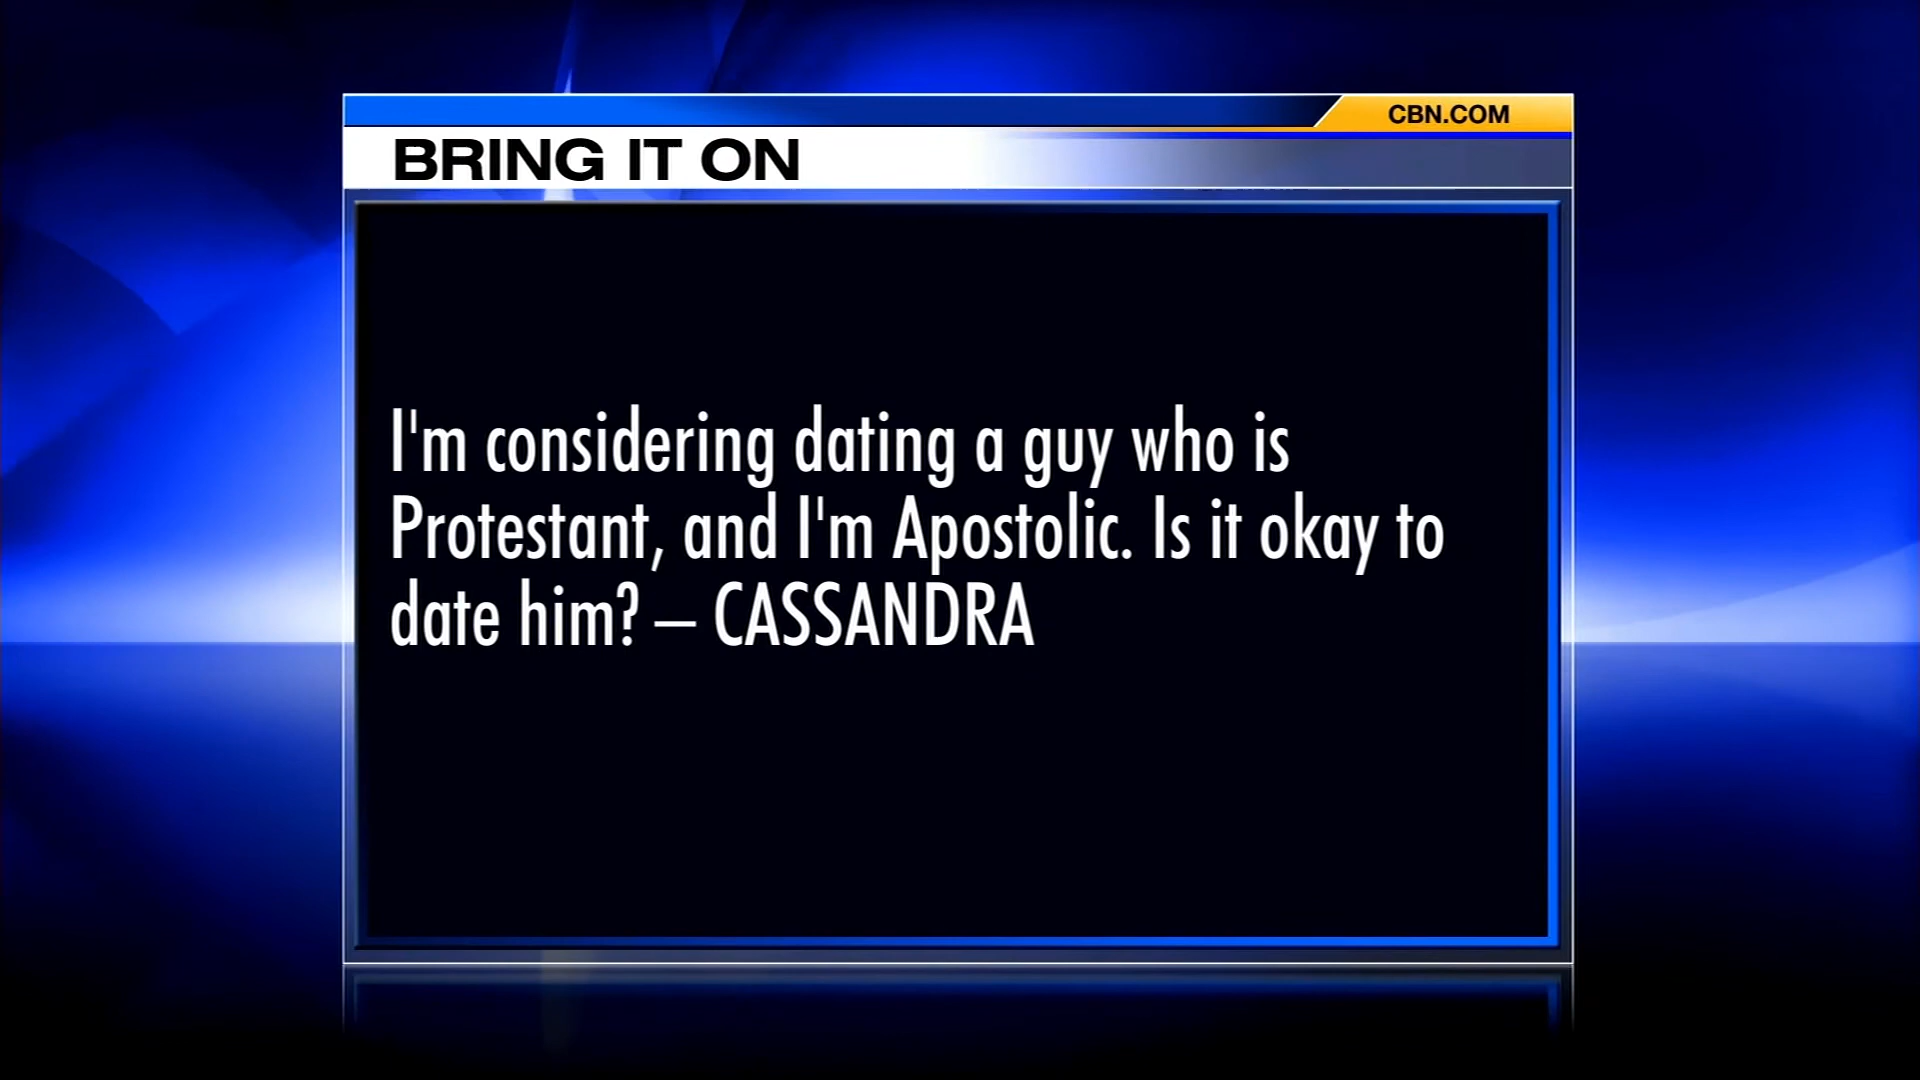 CBN.COM
BRING IT ON
I'm considering dating a guy who is
Protestant, and I'm Apostolic. Is it okay to
date him? – CASSANDRA